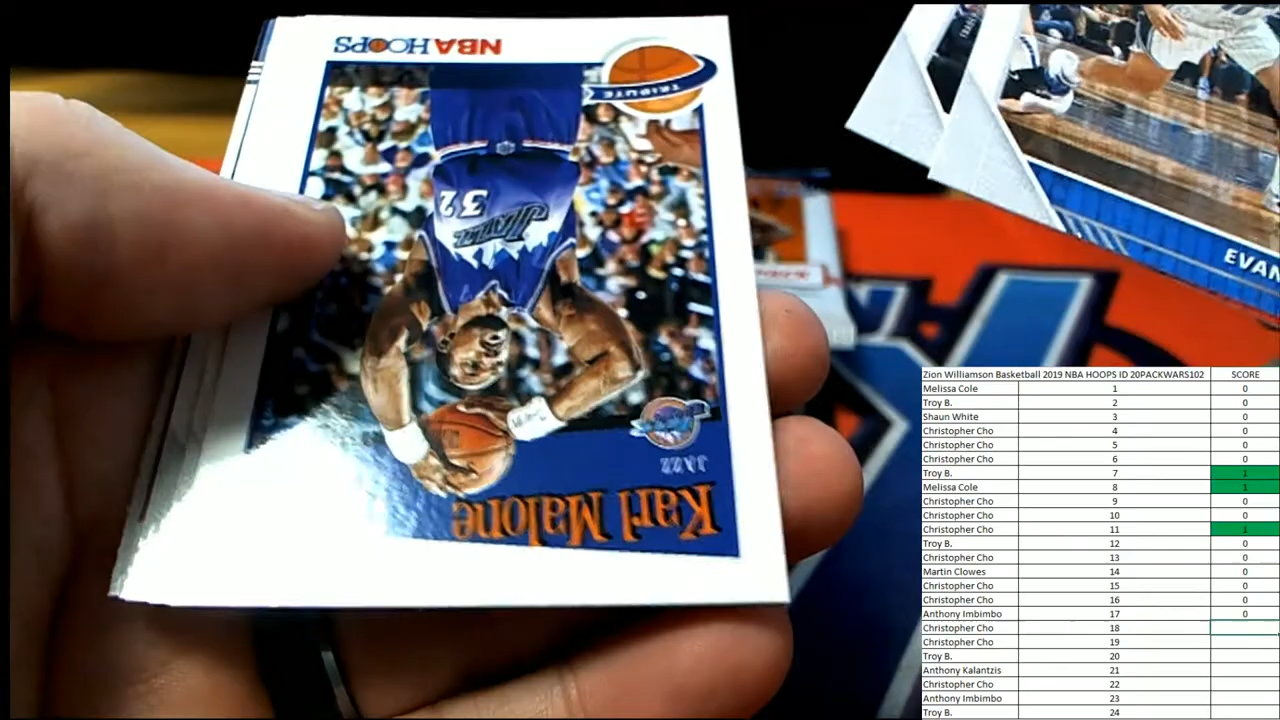 NBA HOOPS
TRIBUTE
32
JAZZ
JAZZ
Karl Malone
EVAN
Zion Williamson Basketball 2019 NBA HOOPS ID 20PACKWARS102 SCORE
Melissa Cole 1 0
Troy B. 2 0
Shaun White 3 0
Christopher Cho 4 0
Christopher Cho 5 0
Christopher Cho 6 0
Troy B. 7 1
Melissa Cole 8 1
Christopher Cho 9 0
Christopher Cho 10 0
Christopher Cho 11 1
Troy B. 12 0
Christopher Cho 13 0
Martin Clowes 14 0
Christopher Cho 15 0
Christopher Cho 16 0
Anthony Imbimbo 17 0
Christopher Cho 18
Christopher Cho 19
Troy B. 20
Anthony Kalantzis 21
Christopher Cho 22
Anthony Imbimbo 23
Troy B. 24